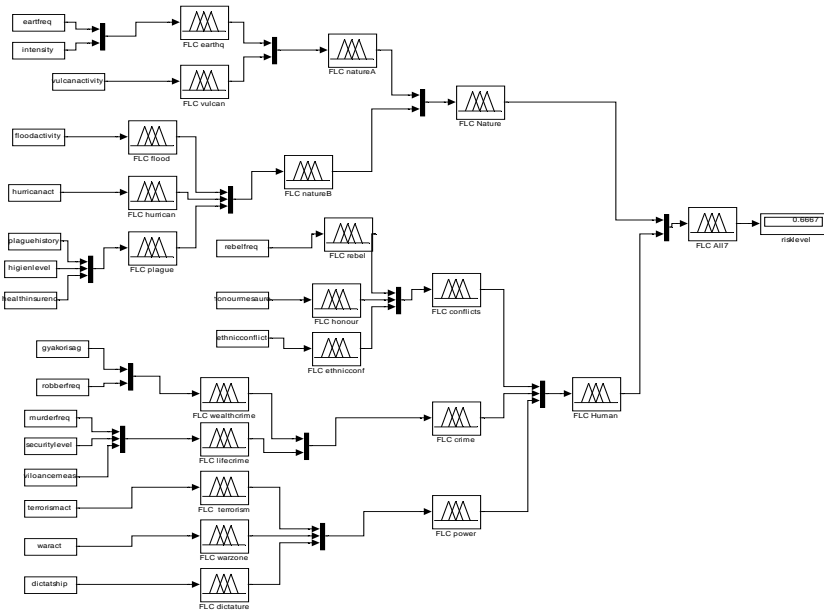 eartfreq
intensity
FLC earthq
vulcanactivity
FLC vulcan
FLC natureA
FLC Nature
floodactivity
FLC flood
hurricanact
FLC hurrican
FLC natureB
plaguehistory
higienlevel
healthinsurenc
FLC plague
rebelfreq
FLC rebel
FLC All7
0.6667
risklevel
honourmesaure
FLC honour
FLC conflicts
ethnicconflict
FLC ethnicconf
gyakorisag
robberfreq
FLC wealthcrime
FLC crime
FLC Human
murderfreq
securitylevel
viloancemeas
FLC lifecrime
terrorismact
FLC terrorism
FLC power
waract
FLC warzone
dictatship
FLC dictature